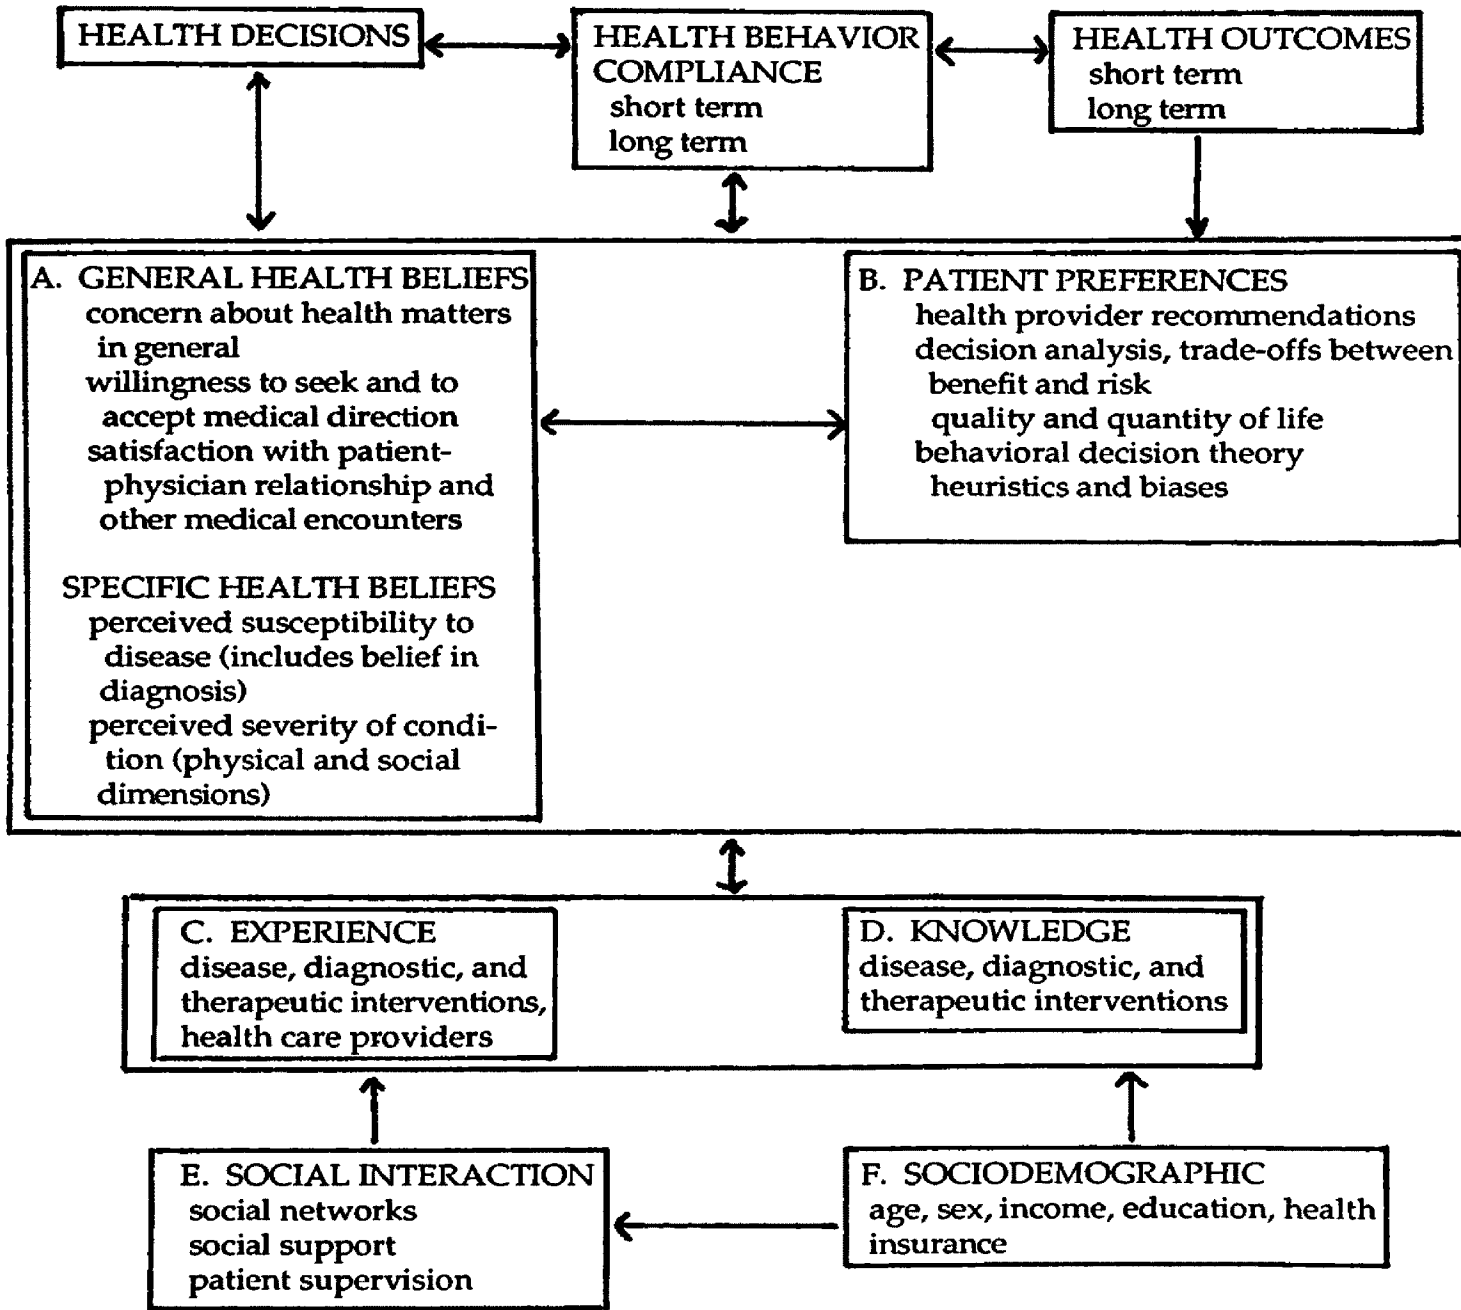 HEALTH DECISIONS
HEALTH BEHAVIOR
COMPLIANCE
short term
long term
HEALTH OUTCOMES
short term
long term
A. GENERAL HEALTH BELIEFS
concern about health matters
in general
willingness to seek and to
accept medical direction
satisfaction with patient-
physician relationship and
other medical encounters
SPECIFIC HEALTH BELIEFS
perceived susceptibility to
disease (includes belief in
diagnosis)
perceived severity of condi-
tion (physical and social
dimensions)
B. PATIENT PREFERENCES
health provider recommendations
decision analysis, trade-offs between
benefit and risk
quality and quantity of life
behavioral decision theory
heuristics and biases
C. EXPERIENCE
disease, diagnostic, and
therapeutic interventions,
health care providers
D. KNOWLEDGE
disease, diagnostic, and
therapeutic interventions
E. SOCIAL INTERACTION
social networks
social support
patient supervision
F. SOCIODEMOGRAPHIC
age, sex, income, education, health
insurance